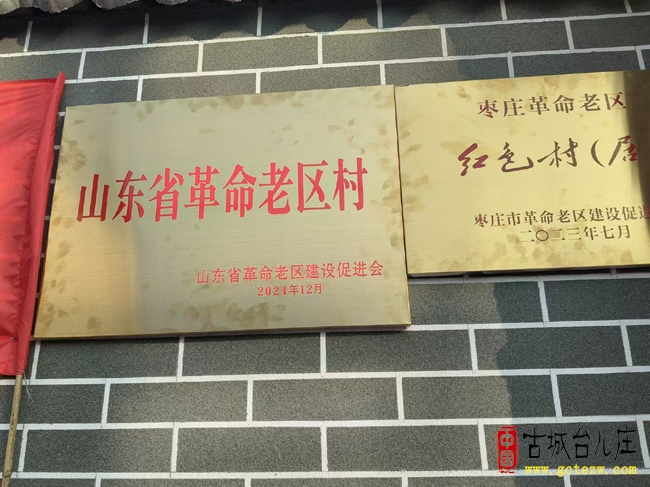 山东省革命老区村
山东省革命老区建设促进会
2024年12月
枣庄革命老区
红色村（居
枣庄市革命老区建设促进
二〇二三年七月
中國
古城台儿庄
www.gctezw.com